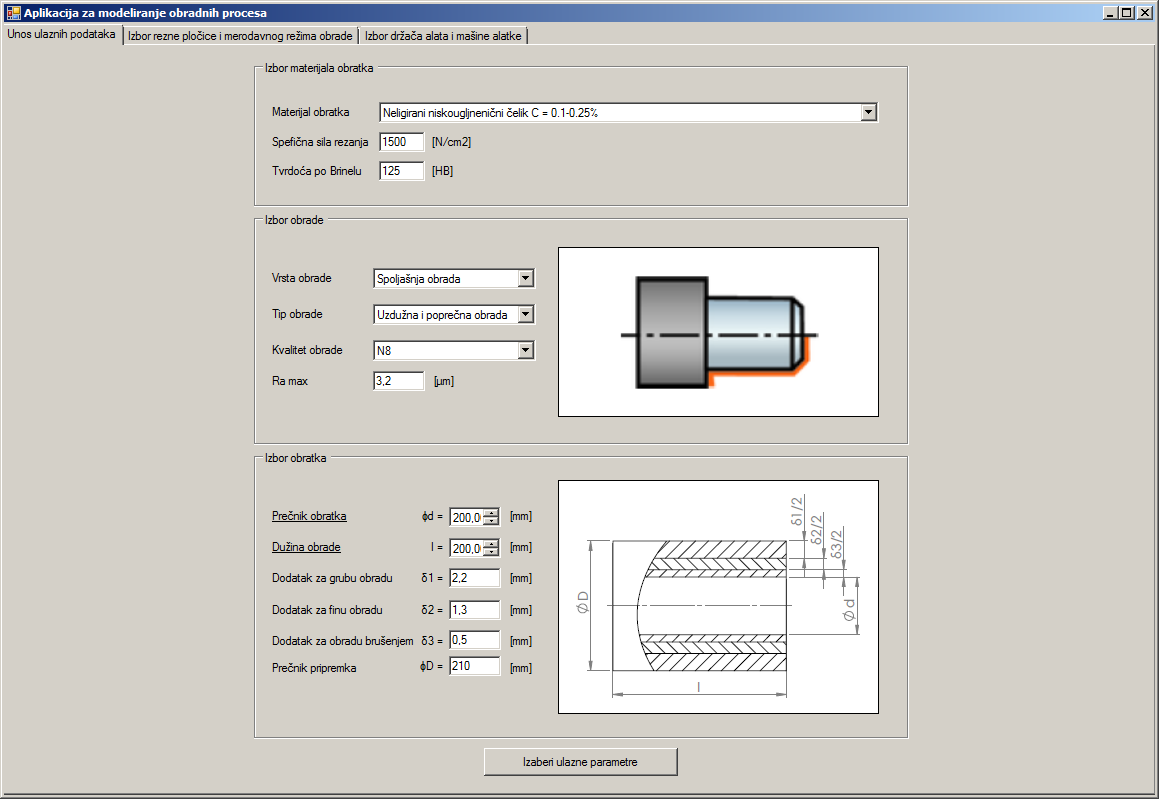 Aplikacija za modeliranje obradnih procesa
Unos ulaznih podataka Izbor rezne pločice i merodavnog režima obrade Izbor držača alata i mašine alatke
Izbor materijala obratka
Materijal obratka Neligirani niskougljnenični čelik C = 0.1-0.25%
Spefična sila rezanja 1500 [N/cm2]
Tvrdoća po Brinelu 125 [HB]
Izbor obrade
Vrsta obrade Spoljašnja obrada
Tip obrade Uzdužna i poprečna obrada
Kvalitet obrade N8
Ra max 3,2 [µm]
Izbor obratka
Prečnik obratka ϕd = 200,0 [mm]
Dužina obrade l = 200,0 [mm]
Dodatak za grubu obradu δ1 = 2,2 [mm]
Dodatak za finu obradu δ2 = 1,3 [mm]
Dodatak za obradu brušenjem δ3 = 0,5 [mm]
Prečnik pripremka ϕD = 210 [mm]
δ1/2
δ2/2
δ3/2
∅D
∅d
l
Izaberi ulazne parametre